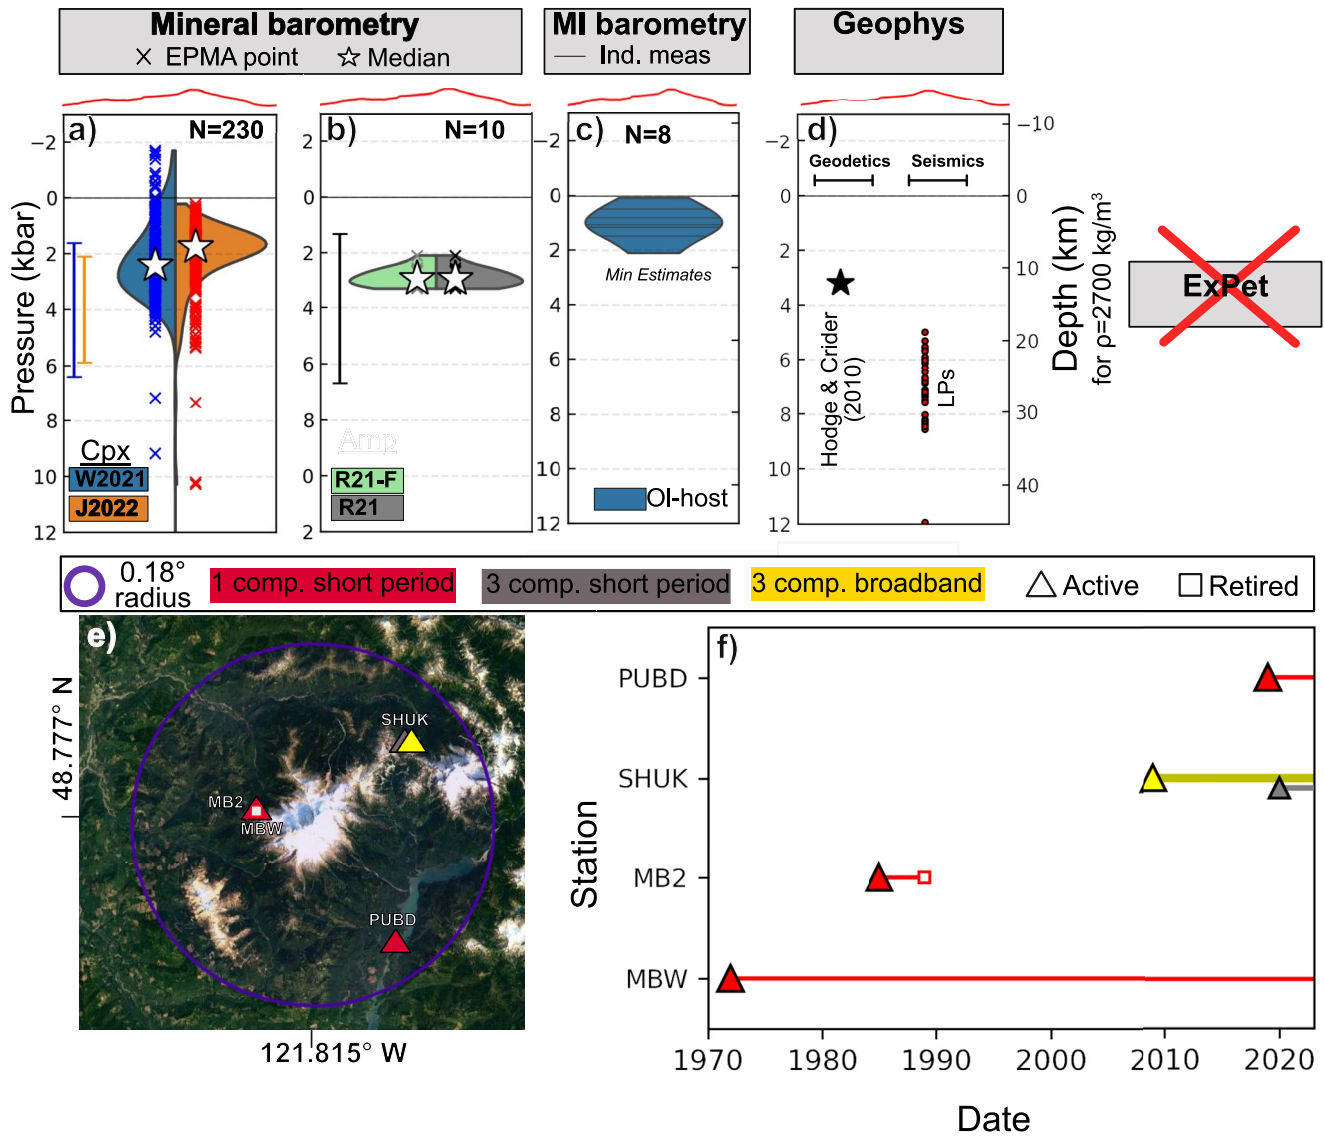 Mineral barometry
× EPMA point ☆ Median
MI barometry
— Ind. meas
Geophys
a)
N=230
b)
N=10
c)
N=8
d)
Geodetics
Seismics
−2
0
2
4
6
8
10
12
Pressure (kbar)
Cpx
W2021
J2022
2
0
2
4
6
8
0
2
Amp
R21-F
R21
−2
0
2
4
6
8
10
12
Min Estimates
Ol-host
−2
0
2
4
6
8
10
12
Hodge & Crider
(2010)
LPs
−10
0
10
20
30
40
Depth (km)
for ρ=2700 kg/m³
ExPet
0.18°
radius
1 comp. short period
3 comp. short period
3 comp. broadband
Active
Retired
e)
SHUK
MB2
MBW
PUBD
48.777° N
121.815° W
f)
PUBD
SHUK
MB2
MBW
Station
1970
1980
1990
2000
2010
2020
Date